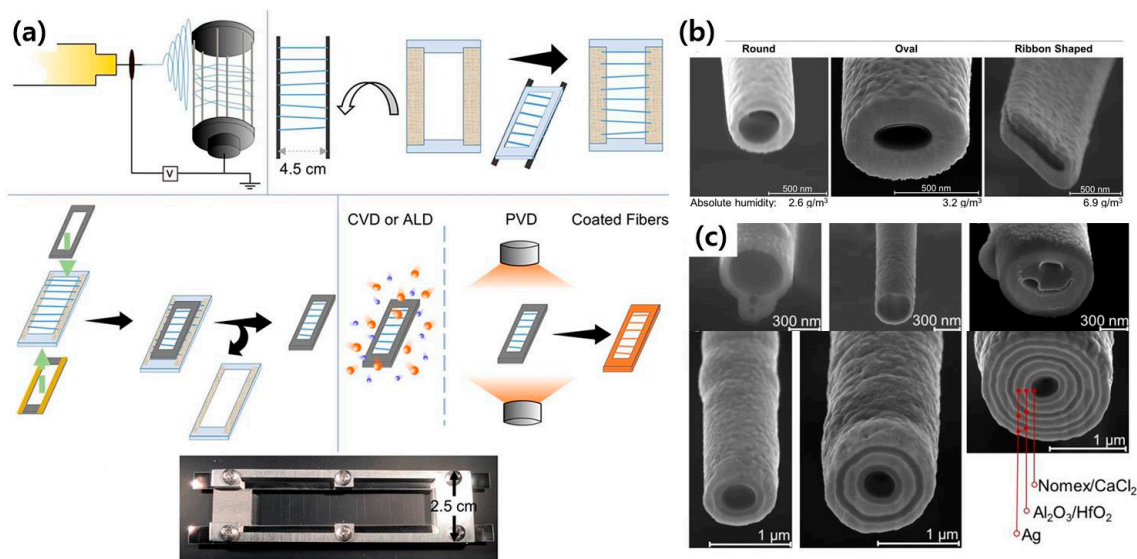 (a)
V
4.5 cm
CVD or ALD
PVD
Coated Fibers
2.5 cm
(b)
Round
Oval
Ribbon Shaped
500 nm
500 nm
500 nm
Absolute humidity:
2.6 g/m³
3.2 g/m³
6.9 g/m³
(c)
300 nm
300 nm
300 nm
1 μm
1 μm
1 μm
Nomex/CaCl₂
Al₂O₃/HfO₂
Ag